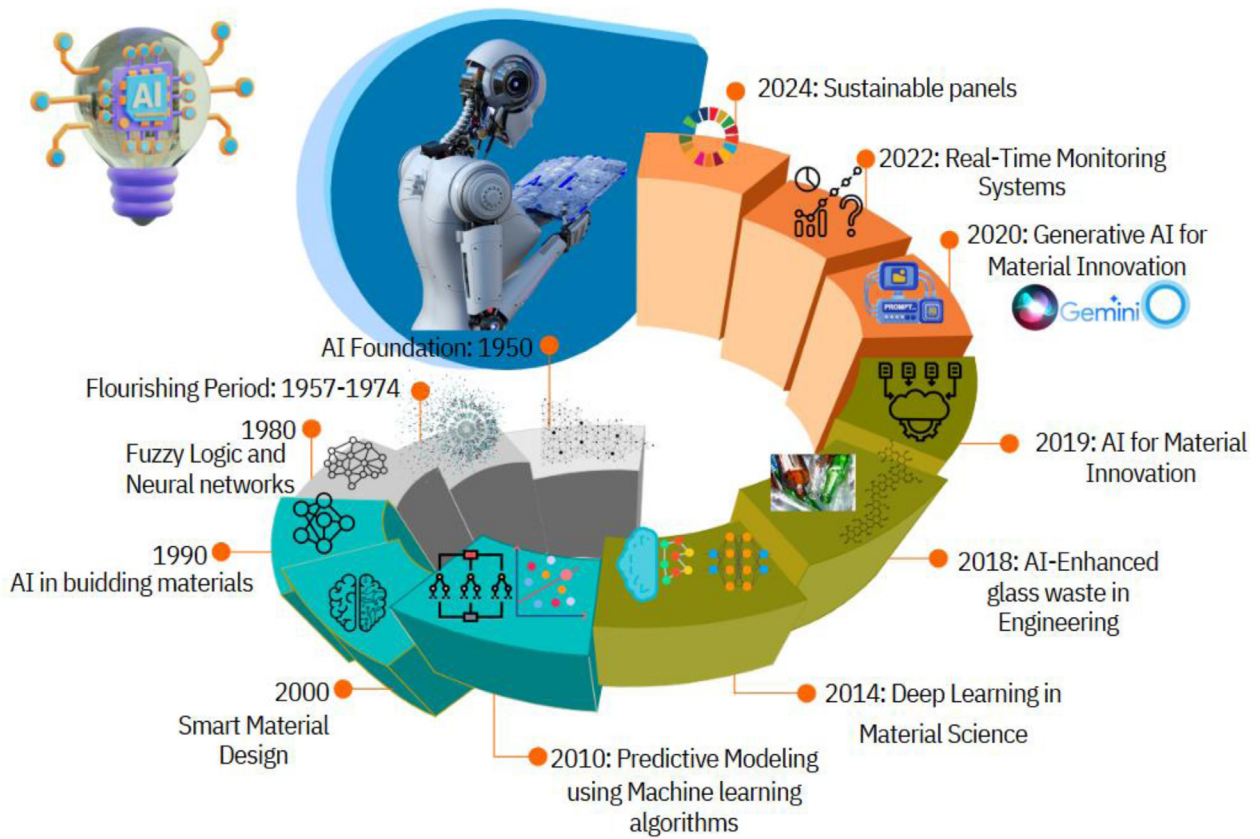 AI
2024: Sustainable panels
2022: Real-Time Monitoring
Systems
2020: Generative AI for
Material Innovation
PROMPT
Gemini
AI Foundation: 1950
Flourishing Period: 1957-1974
1980
Fuzzy Logic and
Neural networks
2019: AI for Material
Innovation
1990
AI in buidding materials
2018: AI-Enhanced
glass waste in
Engineering
2000
Smart Material
Design
2014: Deep Learning in
Material Science
2010: Predictive Modeling
using Machine learning
algorithms